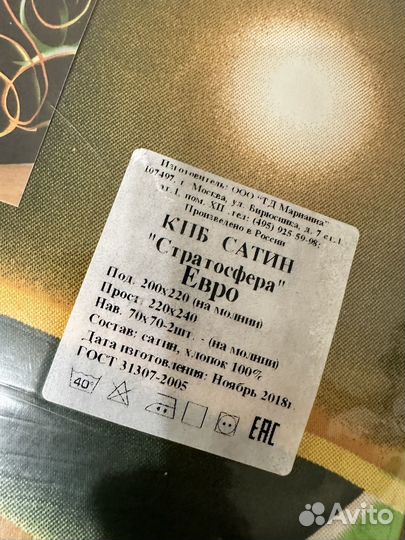 Изготовитель: ООО "ТД Марианна"
107497, г. Москва, ул. Бирюсинка, д. 7 ст.1,
эт.1, пом. XII ,тел: (495) 925-59-98;
Произведено в России
КПБ САТИН
"Стратосфера"
Евро
Под. 200х220 (на молнии)
Прост. 220х240
Нав. 70х70-2шт. - (на молнии)
Состав: сатин, хлопок 100%
Дата изготовления: Ноябрь 2018г.
ГОСТ 31307-2005
40°
ЕАС
Avito